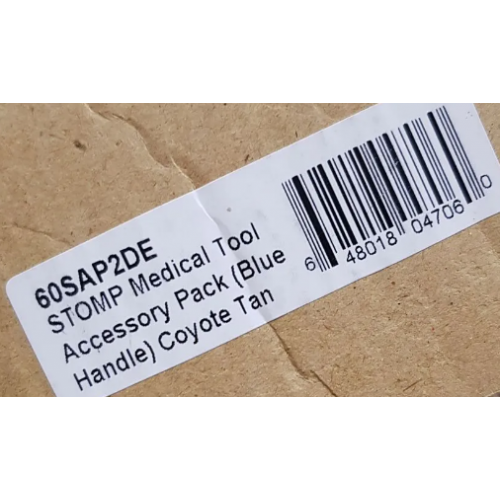 60SAP2DE
STOMP Medical Tool
Accessory Pack (Blue
Handle) Coyote Tan
6 48018 04706 0